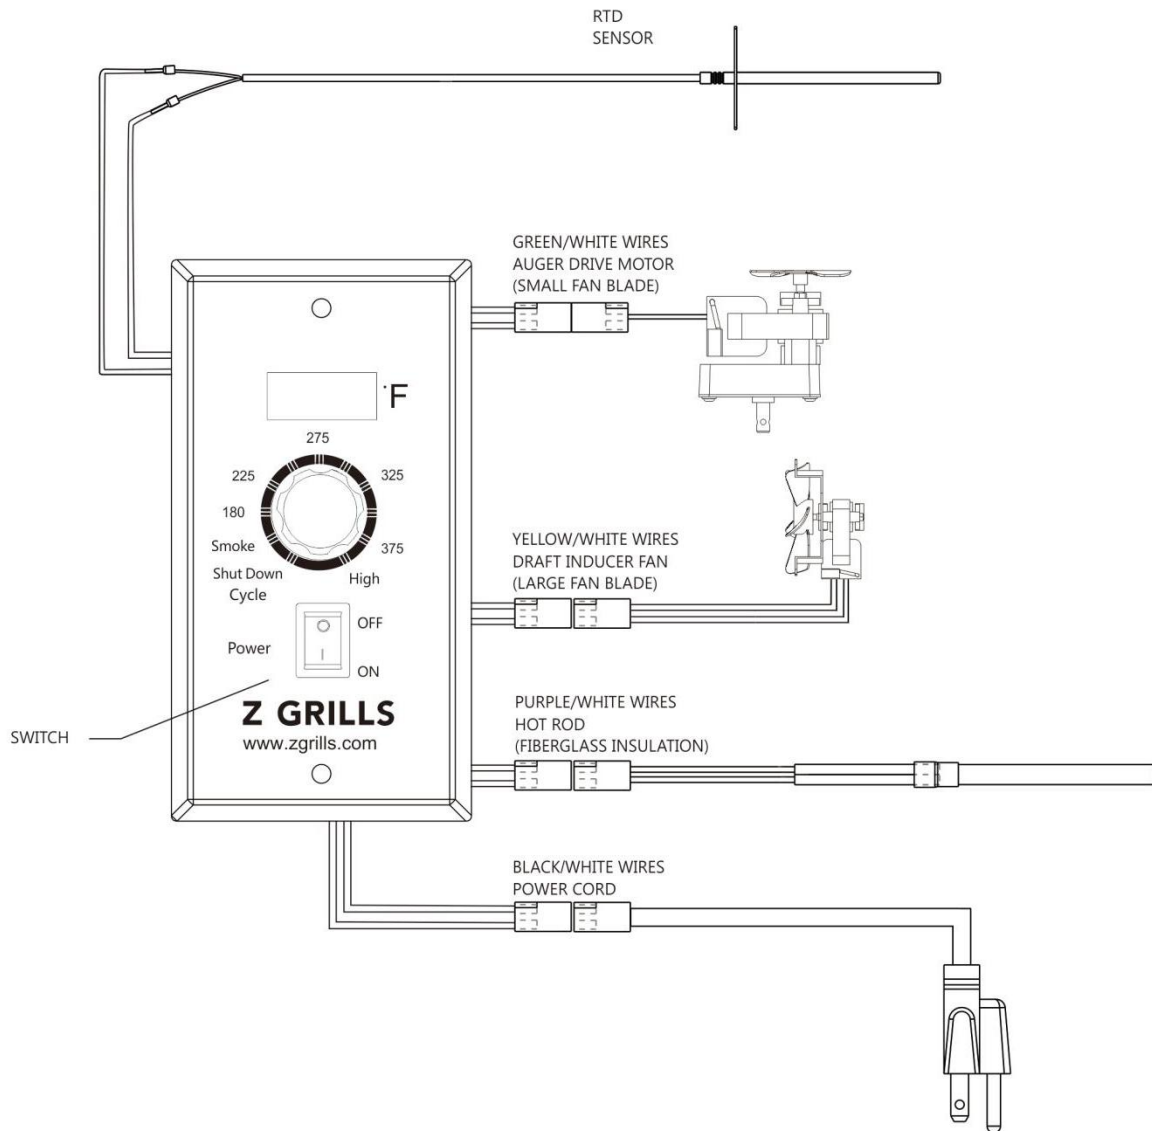 RTD
SENSOR
GREEN/WHITE WIRES
AUGER DRIVE MOTOR
(SMALL FAN BLADE)
°F
275
225
325
180
375
Smoke
Shut Down
Cycle
High
YELLOW/WHITE WIRES
DRAFT INDUCER FAN
(LARGE FAN BLADE)
OFF
Power
ON
Z GRILLS
www.zgrills.com
SWITCH
PURPLE/WHITE WIRES
HOT ROD
(FIBERGLASS INSULATION)
BLACK/WHITE WIRES
POWER CORD